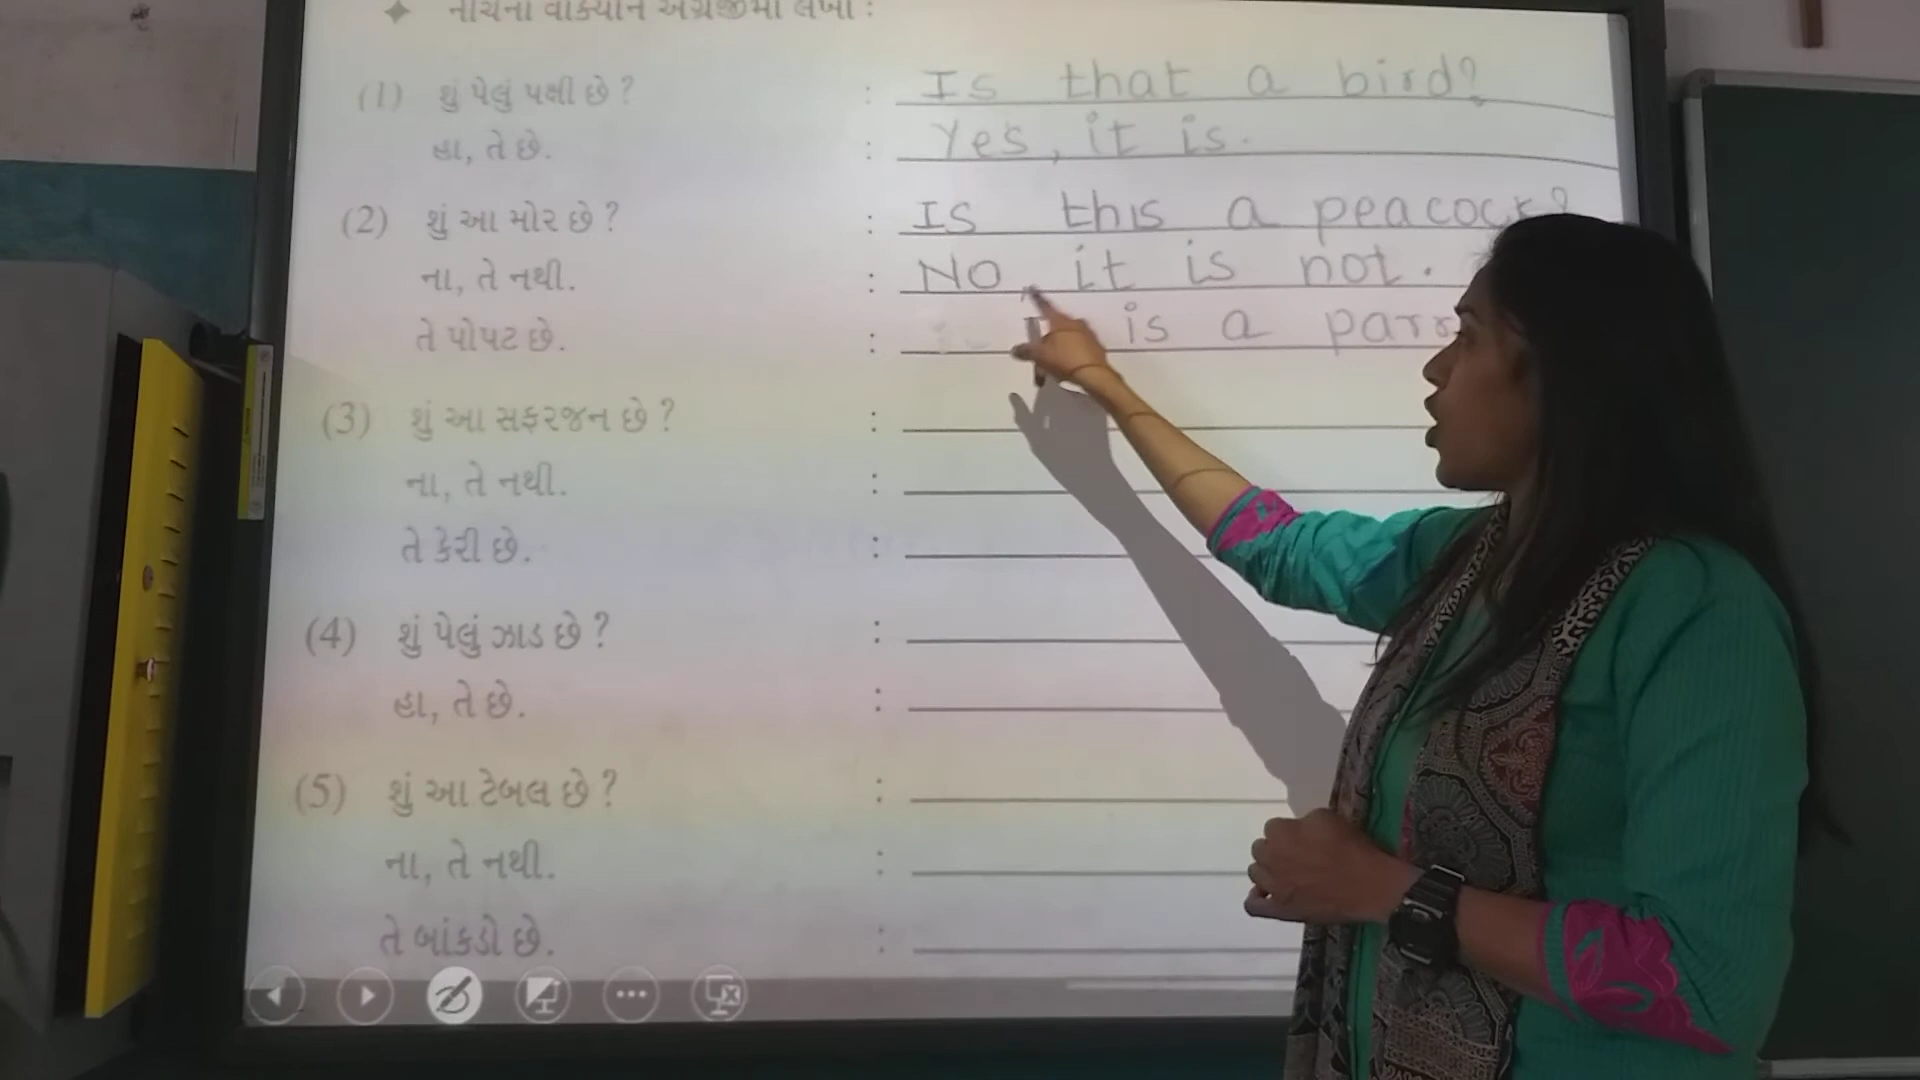 ✦ નીચેનાં વાક્યોને અંગ્રેજીમાં લખો :
(1) શું પેલું પક્ષી છે ? : Is that a bird?
હા, તે છે. : Yes, it is.
(2) શું આ મોર છે ? : Is this a peacock?
ના, તે નથી. : No, it is not.
તે પોપટ છે. : is a
(3) શું આ સફરજન છે ? :
ના, તે નથી. :
તે કેરી છે. :
(4) શું પેલું ઝાડ છે ? :
હા, તે છે. :
(5) શું આ ટેબલ છે ? :
ના, તે નથી. :
તે બાંકડો છે. :